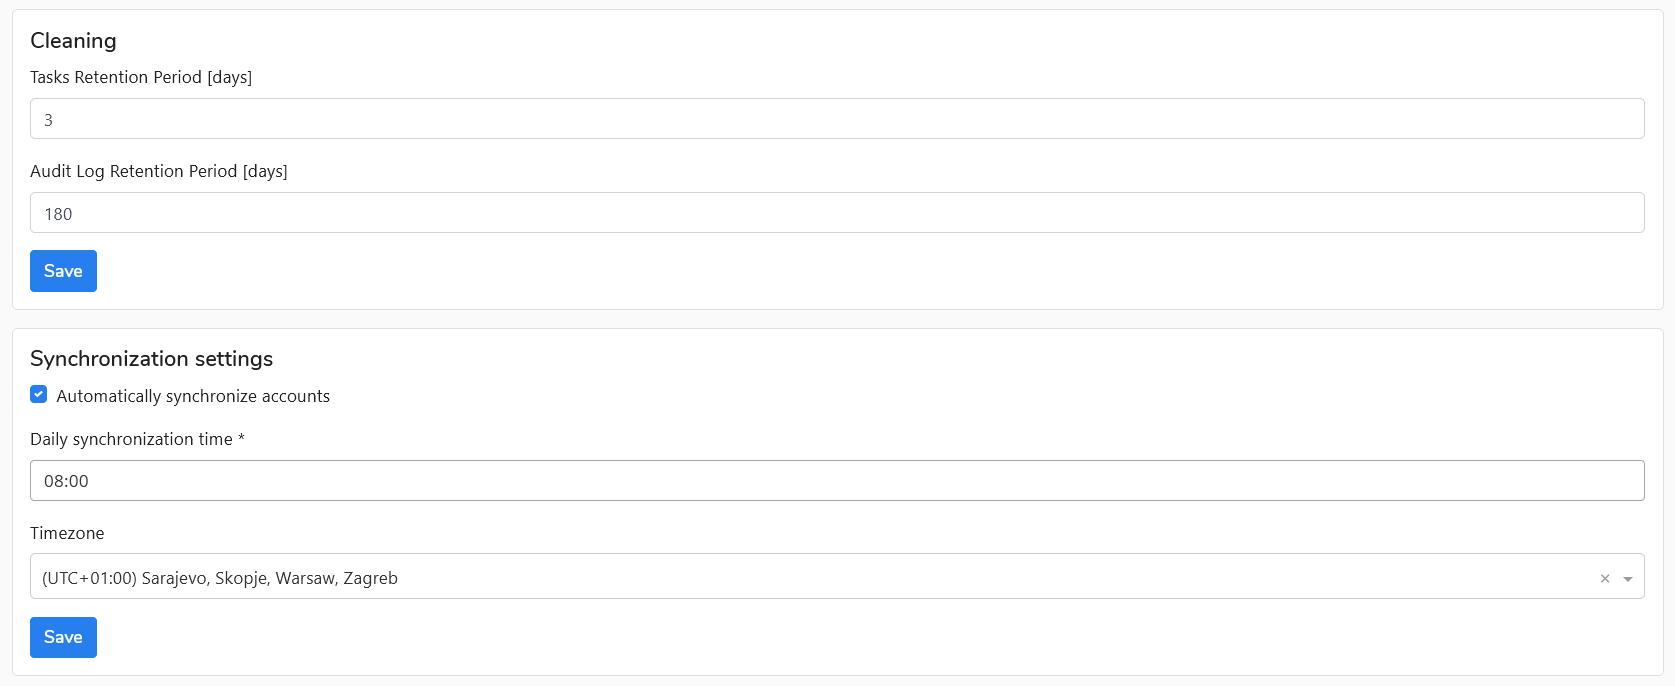 Cleaning
Tasks Retention Period [days]
3
Audit Log Retention Period [days]
180
Save
Synchronization settings
Automatically synchronize accounts
Daily synchronization time *
08:00
Timezone
(UTC+01:00) Sarajevo, Skopje, Warsaw, Zagreb
Save